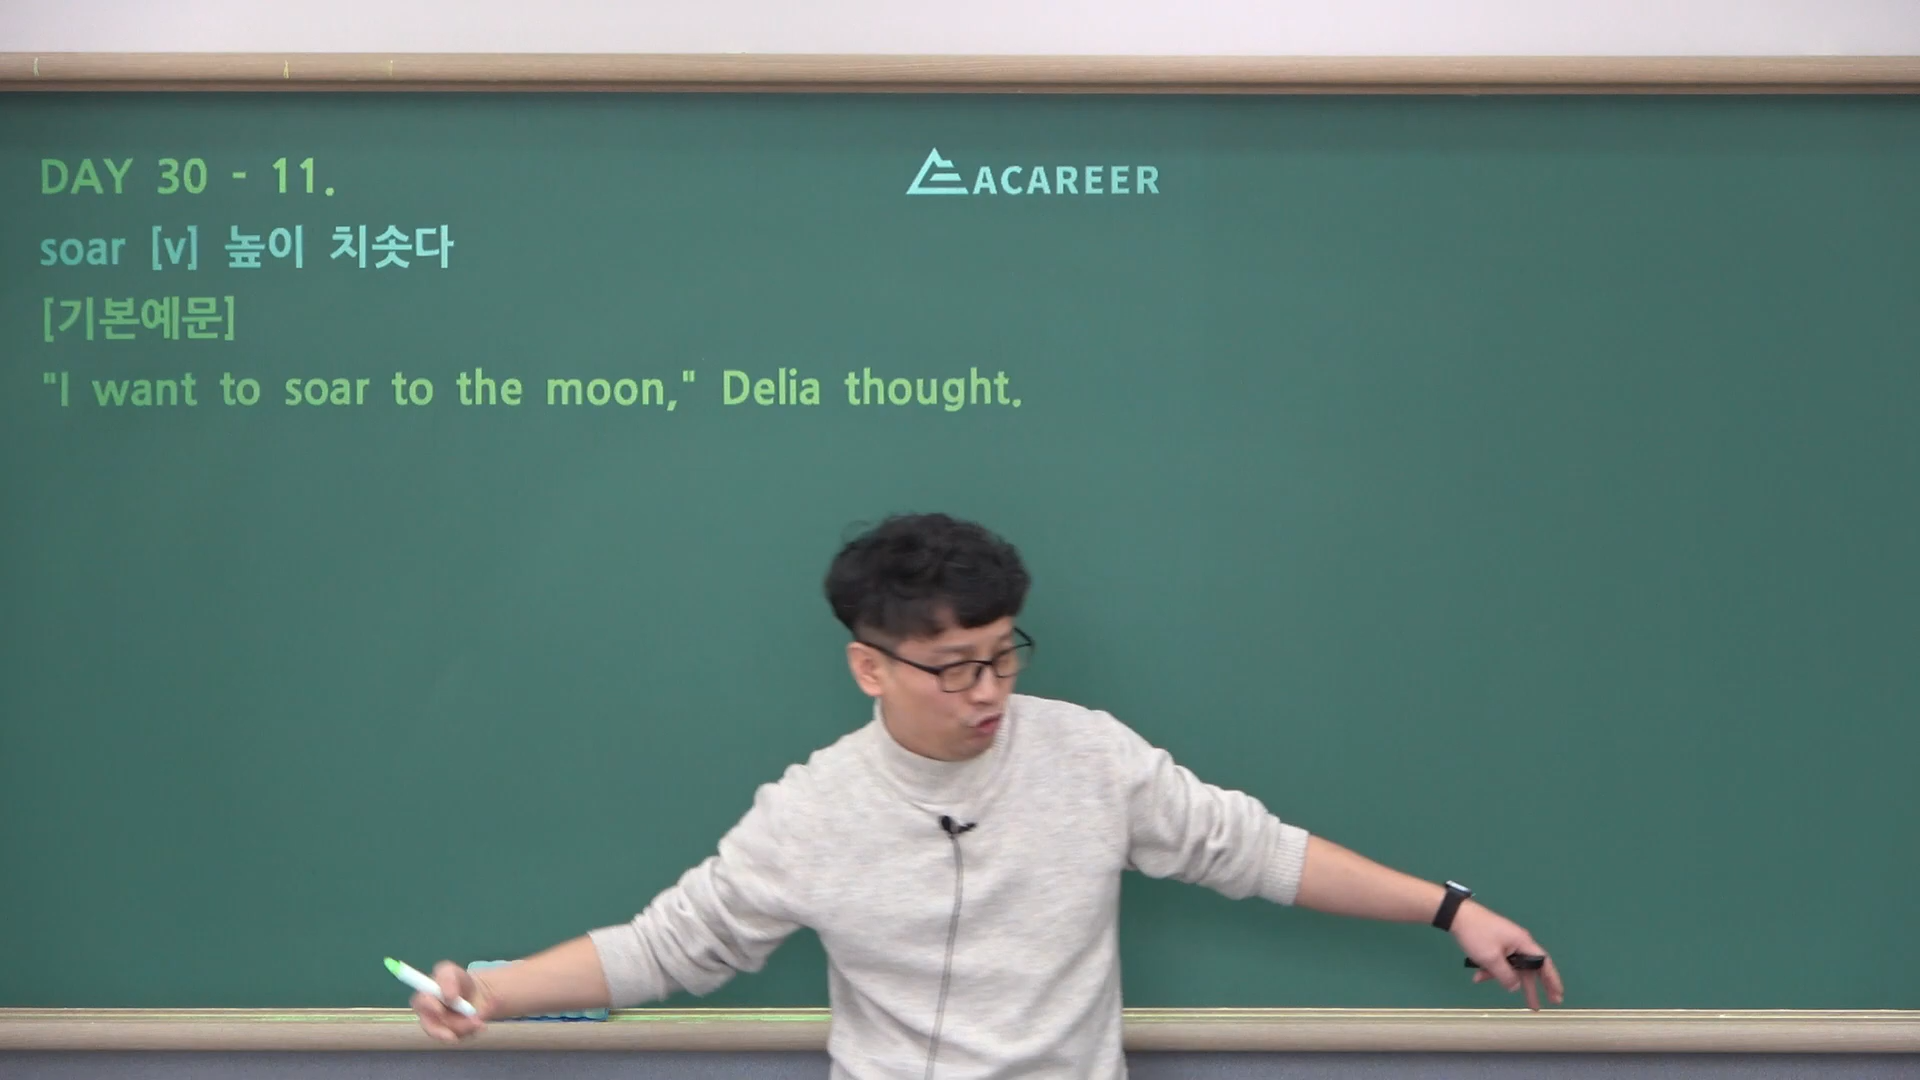 DAY 30 - 11.
ACAREER
soar [v] 높이 치솟다
[기본예문]
"I want to soar to the moon," Delia thought.